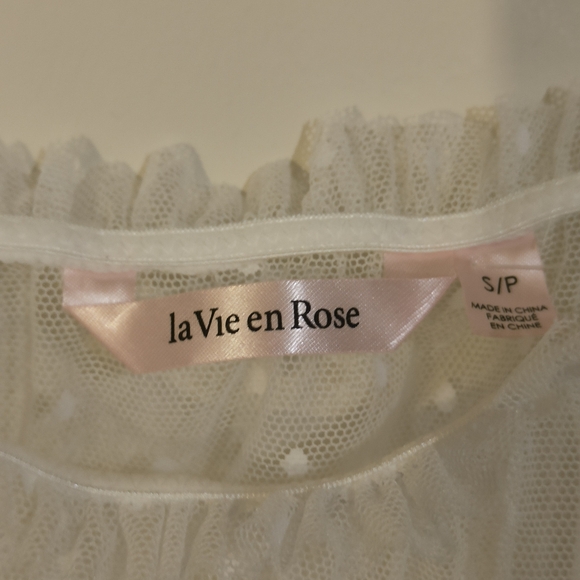 la Vie en Rose
S/P
MADE IN CHINA
FABRIQUÉ
EN CHINE